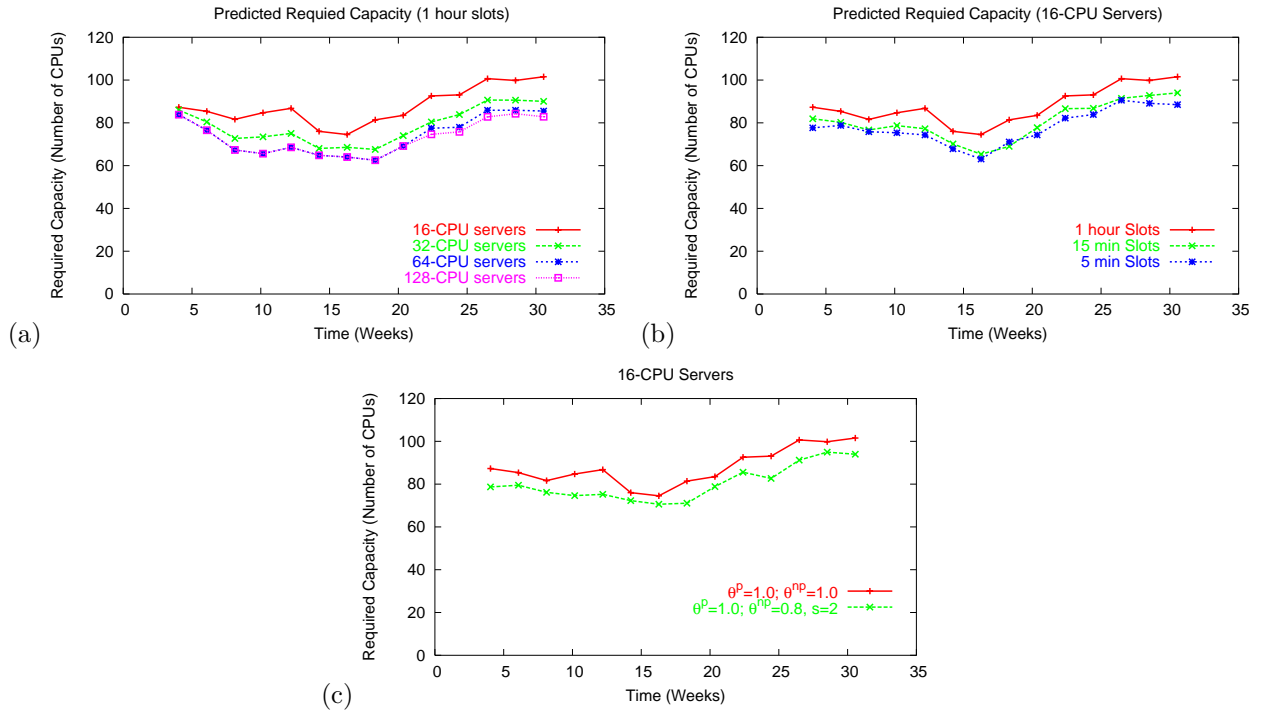 Predicted Requied Capacity (1 hour slots)
120
100
80
60
40
20
0
Required Capacity (Number of CPUs)
16-CPU servers
32-CPU servers
64-CPU servers
128-CPU servers
0 5 10 15 20 25 30 35
Time (Weeks)
(a)
Predicted Requied Capacity (16-CPU Servers)
120
100
80
60
40
20
0
Required Capacity (Number of CPUs)
1 hour Slots
15 min Slots
5 min Slots
0 5 10 15 20 25 30 35
Time (Weeks)
(b)
16-CPU Servers
120
100
80
60
40
20
0
Required Capacity (Number of CPUs)
θ^p=1.0; θ^np=1.0
θ^p=1.0; θ^np=0.8, s=2
0 5 10 15 20 25 30 35
Time (Weeks)
(c)